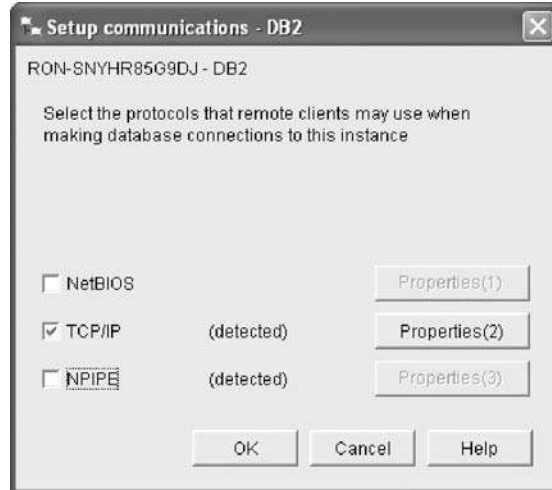 Setup communications - DB2
RON-SNYHR85G9DJ - DB2
Select the protocols that remote clients may use when
making database connections to this instance
NetBIOS Properties(1)
TCP/IP (detected) Properties(2)
NPIPE (detected) Properties(3)
OK Cancel Help